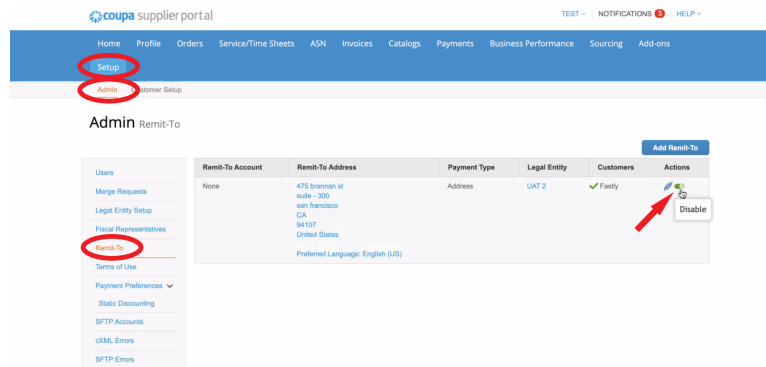 coupa supplier portal
TEST NOTIFICATIONS 3 HELP
Home Profile Orders Service/Time Sheets ASN Invoices Catalogs Payments Business Performance Sourcing Add-ons
Setup
Admin Customer Setup
Admin Remit-To
Add Remit-To
Remit-To Account Remit-To Address Payment Type Legal Entity Customers Actions
Users
Merge Requests
Legal Entity Setup
Fiscal Representatives
Remit-To
Terms of Use
Payment Preferences
Static Discounting
SFTP Accounts
cXML Errors
SFTP Errors
None
475 brannan st
suite - 300
san francisco
CA
94107
United States
Preferred Language: English (US)
Address
UAT 2
Fastly
Disable